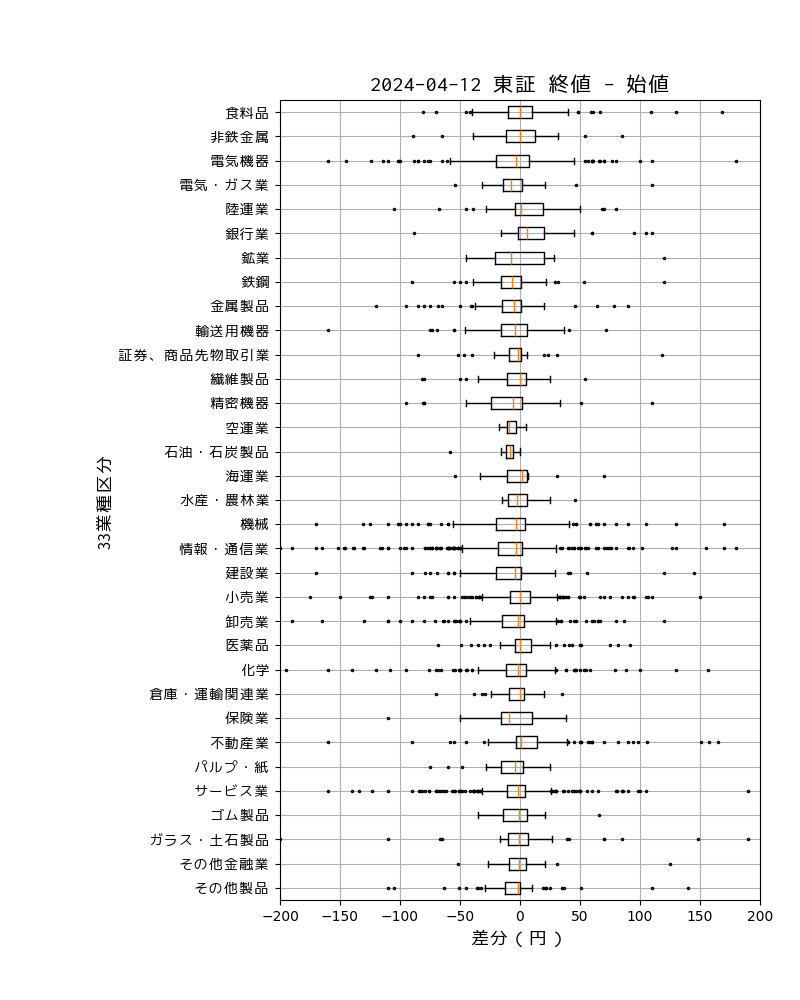 2024-04-12 東証 終値 - 始値
食料品
非鉄金属
電気機器
電気・ガス業
陸運業
銀行業
鉱業
鉄鋼
金属製品
輸送用機器
証券、商品先物取引業
繊維製品
精密機器
空運業
石油・石炭製品
海運業
水産・農林業
機械
情報・通信業
建設業
小売業
卸売業
医薬品
化学
倉庫・運輸関連業
保険業
不動産業
パルプ・紙
サービス業
ゴム製品
ガラス・土石製品
その他金融業
その他製品
33業種区分
−200 −150 −100 −50 0 50 100 150 200
差分（円）